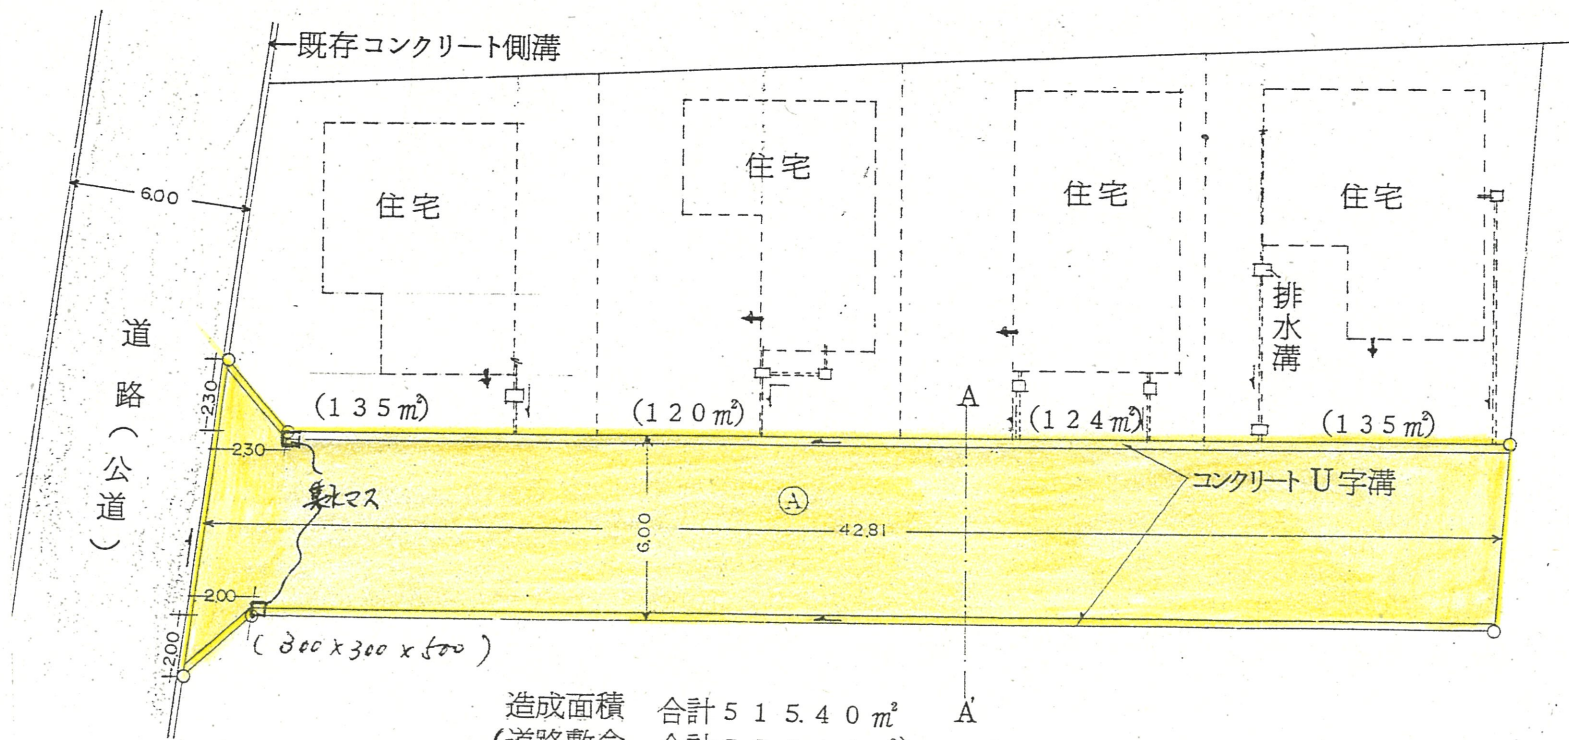 既存コンクリート側溝
6.00
住宅
住宅
住宅
住宅
排水溝
道路(公道)
2.30
(135㎡)
(120㎡)
A
(124㎡)
(135㎡)
2.30
集水マス
A
コンクリートU字溝
6.00
42.81
2.00
2.00
(300×300×500)
造成面積 合計515.40㎡
A'